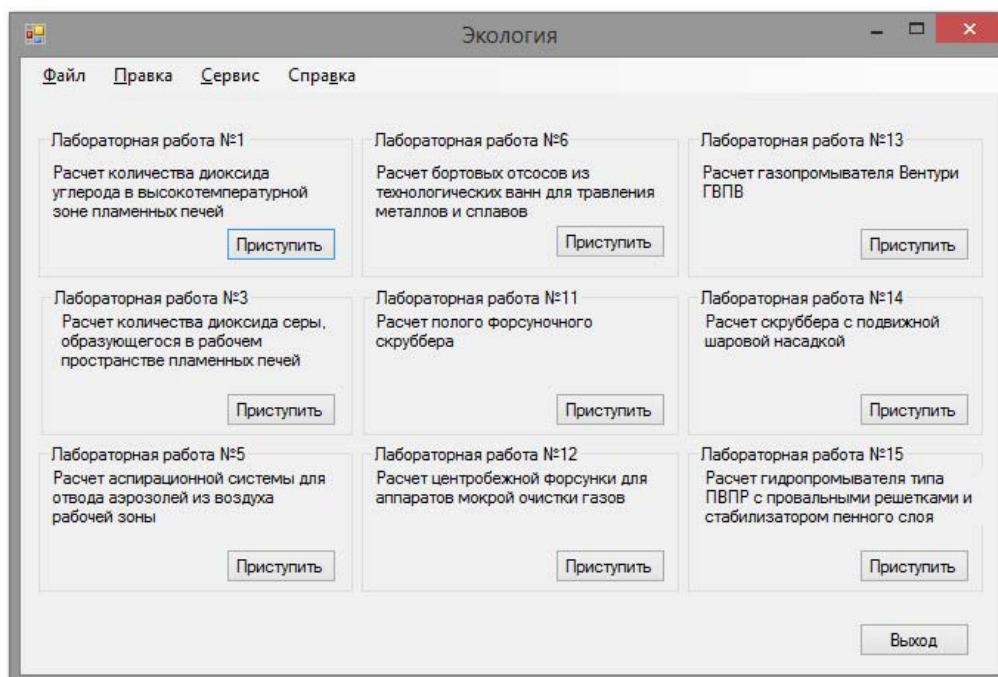 Экология
Файл Правка Сервис Справка
Лабораторная работа №1
Расчет количества диоксида
углерода в высокотемпературной
зоне пламенных печей
Приступить
Лабораторная работа №6
Расчет бортовых отсосов из
технологических ванн для травления
металлов и сплавов
Приступить
Лабораторная работа №13
Расчет газопромывателя Вентури
ГВПВ
Приступить
Лабораторная работа №3
Расчет количества диоксида серы,
образующегося в рабочем
пространстве пламенных печей
Приступить
Лабораторная работа №11
Расчет полого форсуночного
скруббера
Приступить
Лабораторная работа №14
Расчет скруббера с подвижной
шаровой насадкой
Приступить
Лабораторная работа №5
Расчет аспирационной системы для
отвода аэрозолей из воздуха
рабочей зоны
Приступить
Лабораторная работа №12
Расчет центробежной форсунки для
аппаратов мокрой очистки газов
Приступить
Лабораторная работа №15
Расчет гидропромывателя типа
ПВПР с провальными решетками и
стабилизатором пенного слоя
Приступить
Выход